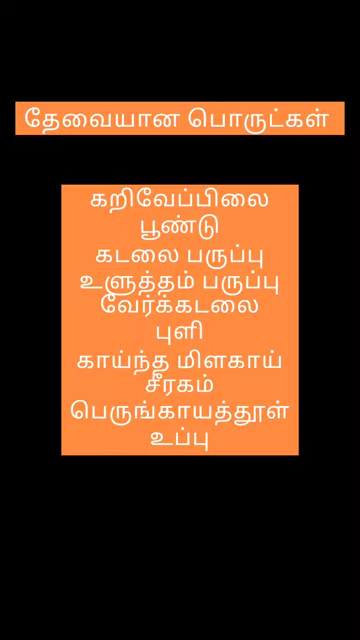 தேவையான பொருட்கள்
கறிவேப்பிலை
பூண்டு
கடலை பருப்பு
உளுத்தம் பருப்பு
வேர்க்கடலை
புளி
காய்ந்த மிளகாய்
சீரகம்
பெருங்காயத்தூள்
உப்பு